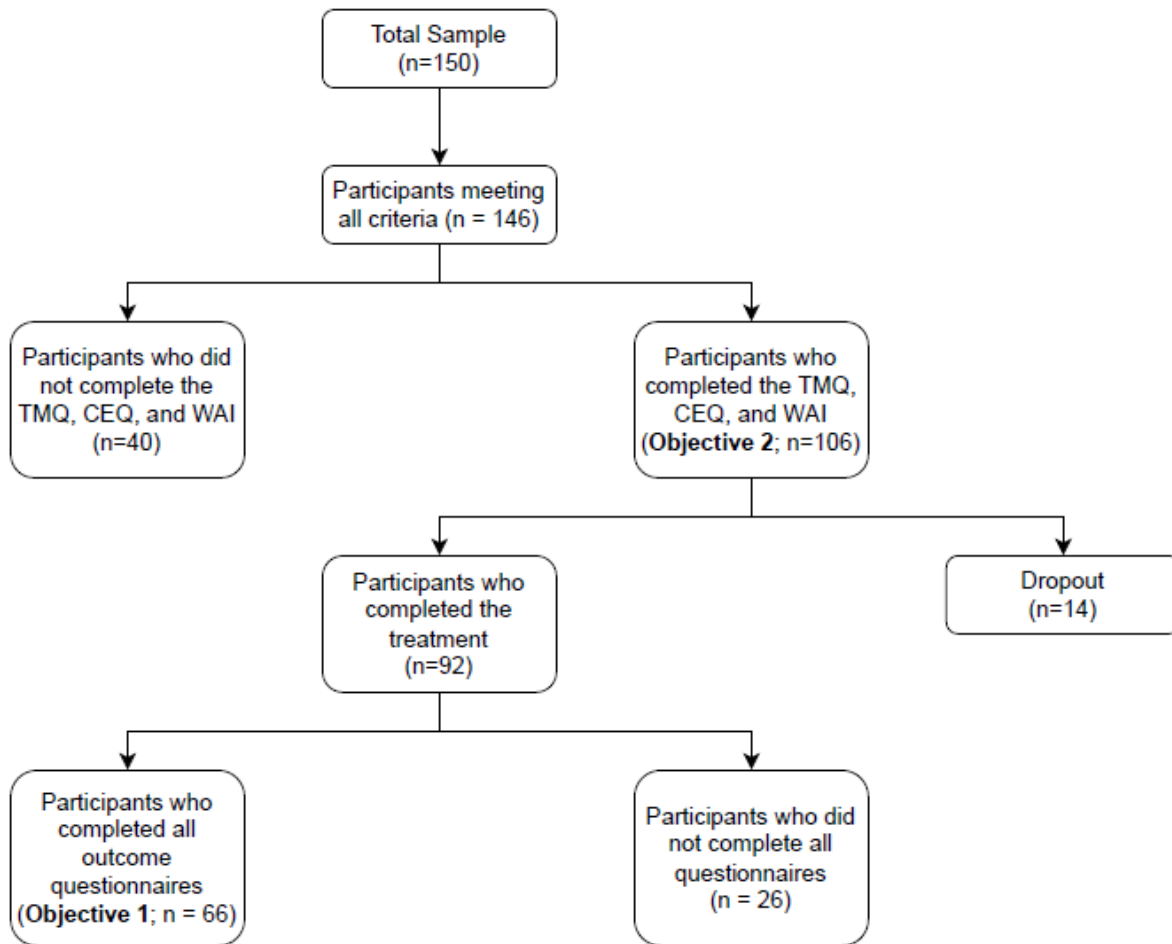 Total Sample
(n=150)
Participants meeting
all criteria (n = 146)
Participants who did
not complete the
TMQ, CEQ, and WAI
(n=40)
Participants who
completed the TMQ,
CEQ, and WAI
(Objective 2; n=106)
Participants who
completed the
treatment
(n=92)
Dropout
(n=14)
Participants who
completed all
outcome
questionnaires
(Objective 1; n = 66)
Participants who did
not complete all
questionnaires
(n = 26)